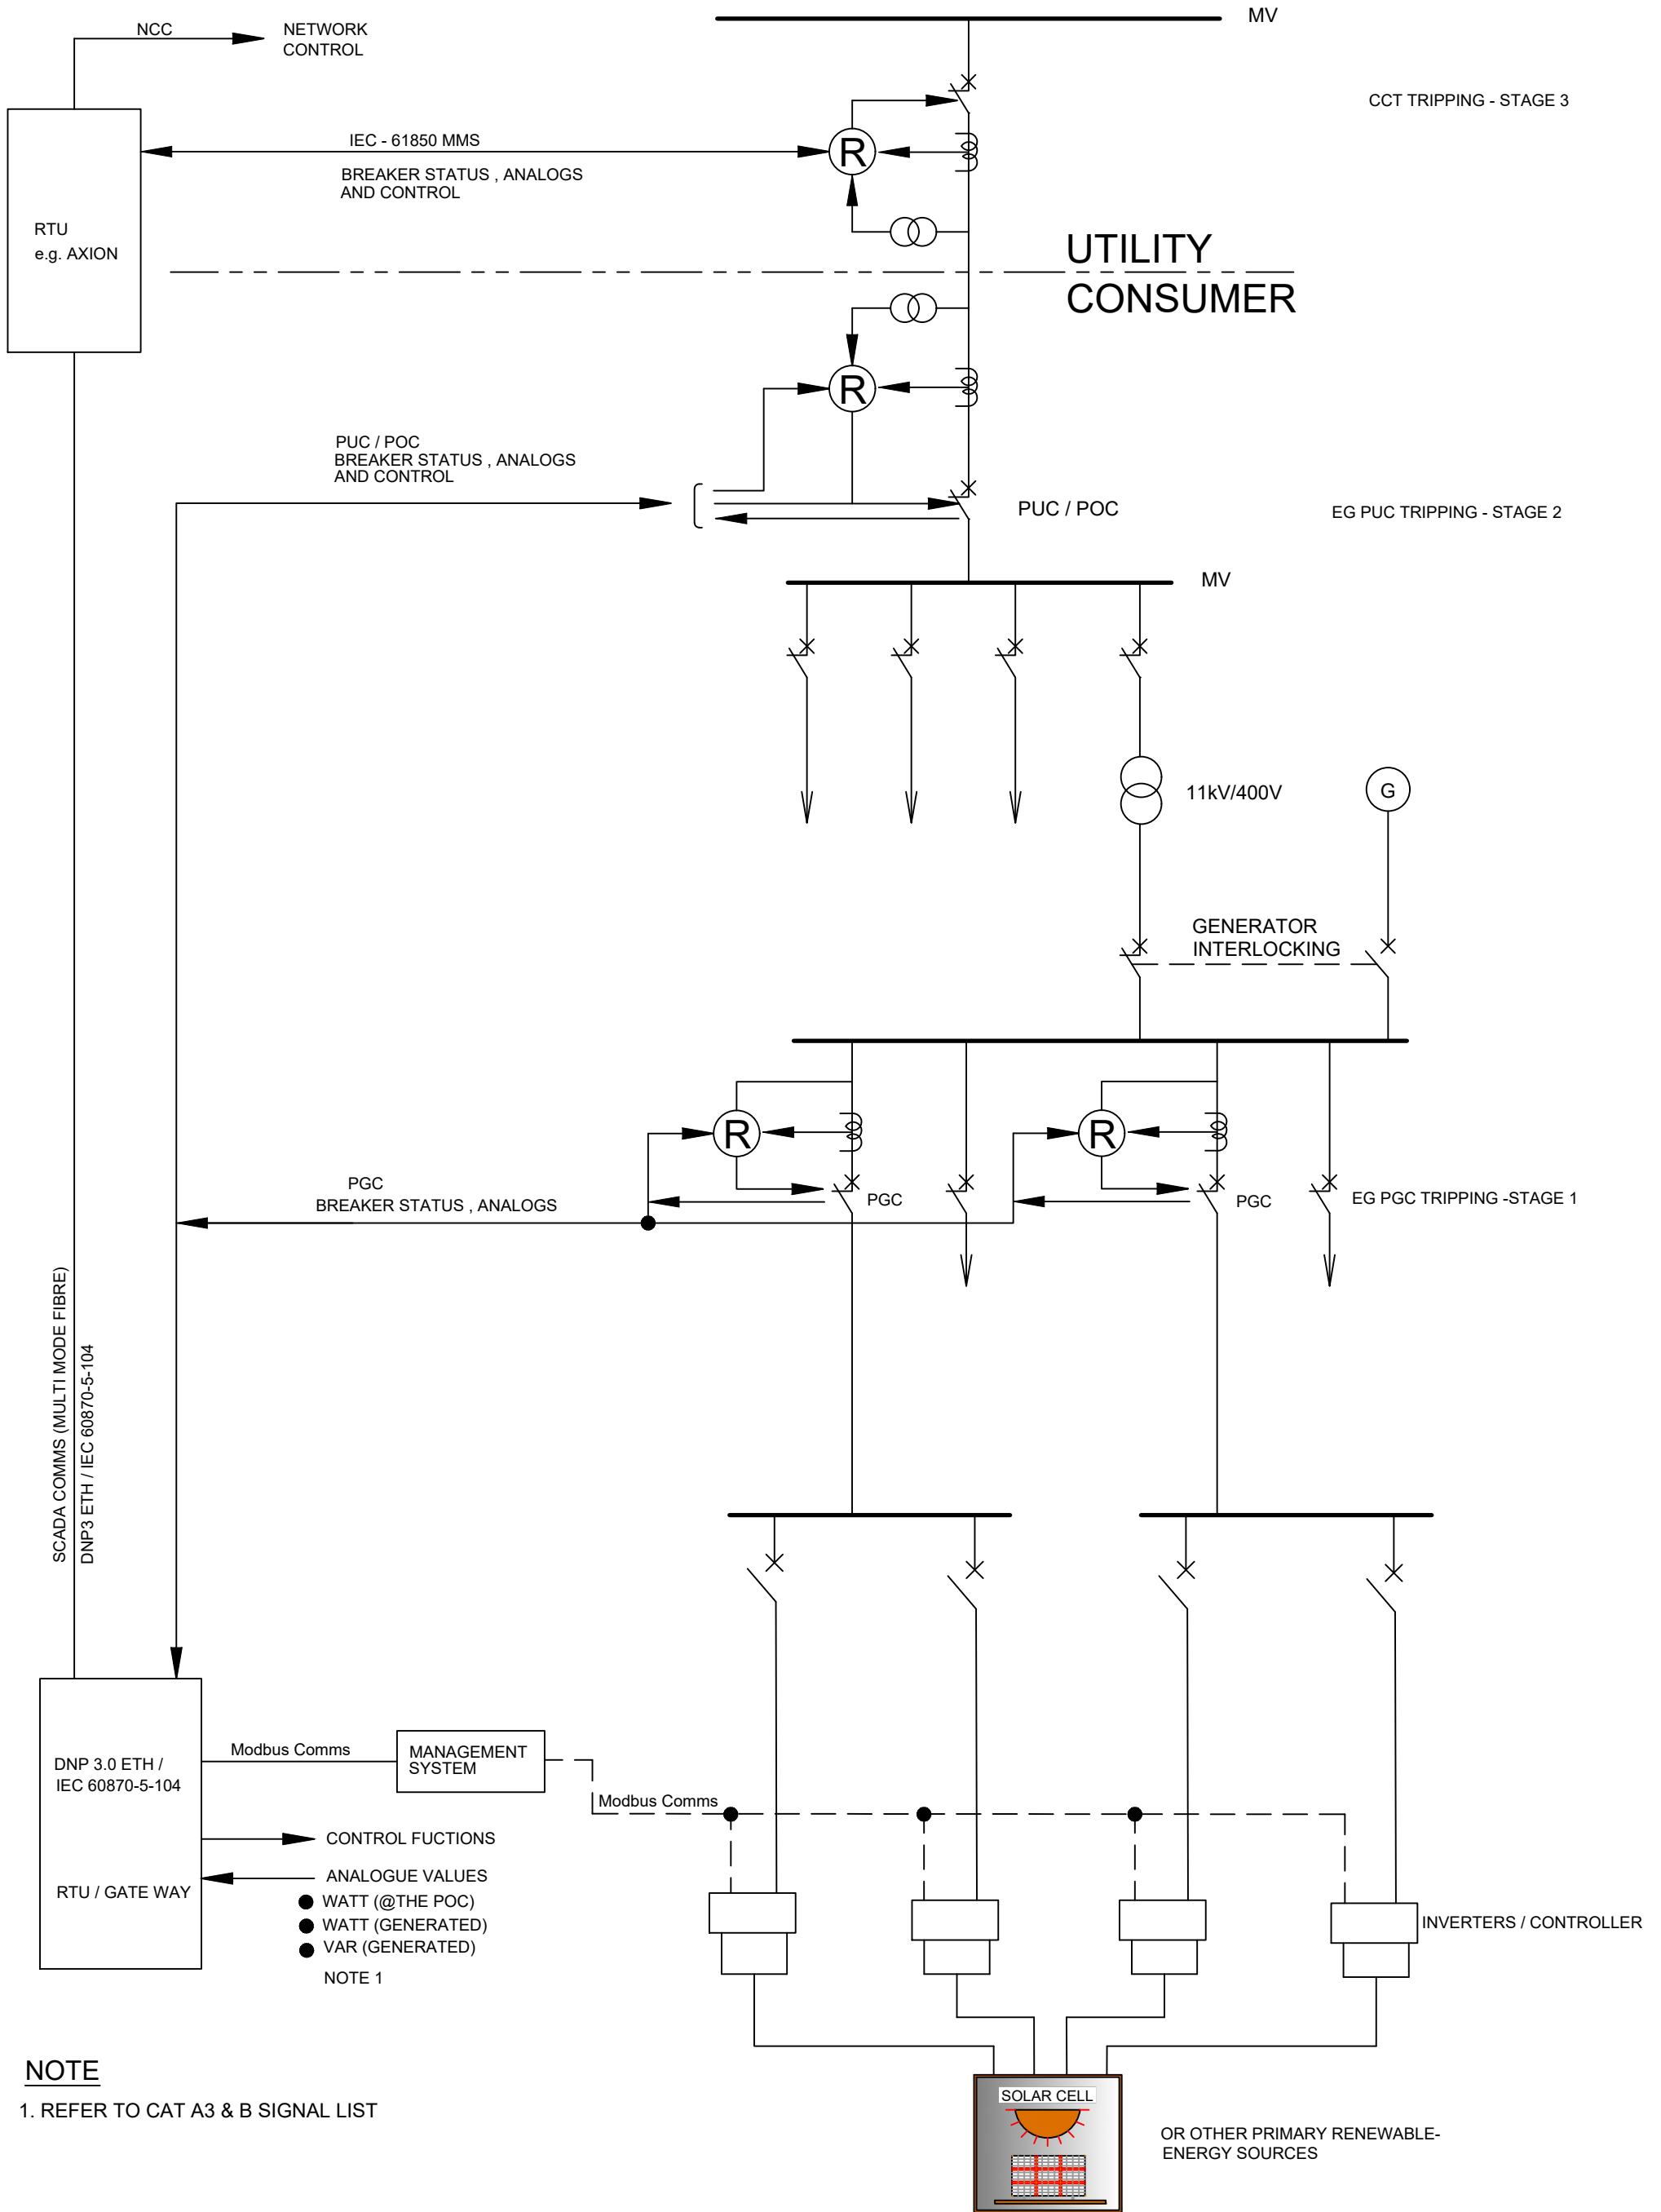 MV
NCC
NETWORK
CONTROL
CCT TRIPPING - STAGE 3
IEC - 61850 MMS
R
BREAKER STATUS , ANALOGS
AND CONTROL
RTU
e.g. AXION
UTILITY
CONSUMER
R
PUC / POC
BREAKER STATUS , ANALOGS
AND CONTROL
PUC / POC
EG PUC TRIPPING - STAGE 2
MV
11kV/400V
G
GENERATOR
INTERLOCKING
R
R
PGC
BREAKER STATUS , ANALOGS
PGC
PGC
EG PGC TRIPPING -STAGE 1
SCADA COMMS (MULTI MODE FIBRE)
DNP3 ETH / IEC 60870-5-104
DNP 3.0 ETH /
IEC 60870-5-104
RTU / GATE WAY
Modbus Comms
MANAGEMENT
SYSTEM
Modbus Comms
CONTROL FUCTIONS
ANALOGUE VALUES
WATT (@THE POC)
WATT (GENERATED)
VAR (GENERATED)
NOTE 1
INVERTERS / CONTROLLER
NOTE
1. REFER TO CAT A3 & B SIGNAL LIST
SOLAR CELL
OR OTHER PRIMARY RENEWABLE-
ENERGY SOURCES